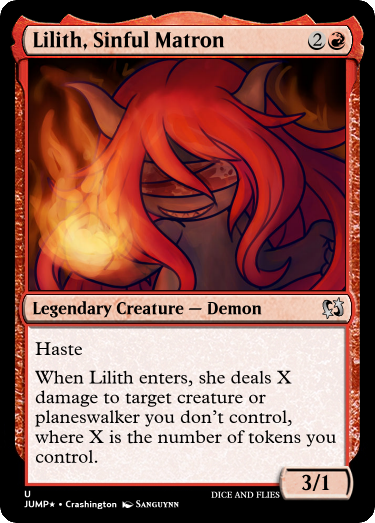 Lilith, Sinful Matron 2
Legendary Creature — Demon
Haste
When Lilith enters, she deals X
damage to target creature or
planeswalker you don't control,
where X is the number of tokens you
control.
3/1
U
DICE AND FLIES
JUMP★ • Crashington SANGUYNN